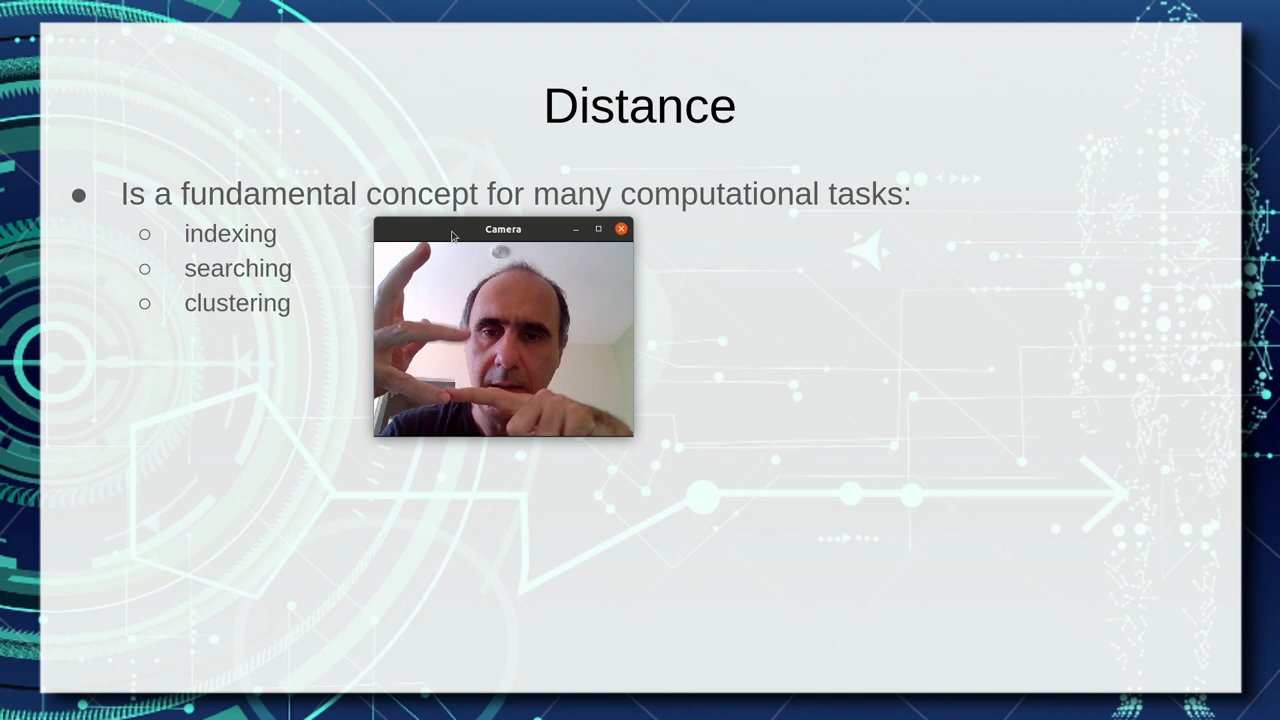 Distance
● Is a fundamental concept for many computational tasks:
○ indexing
Camera
○ searching
○ clustering